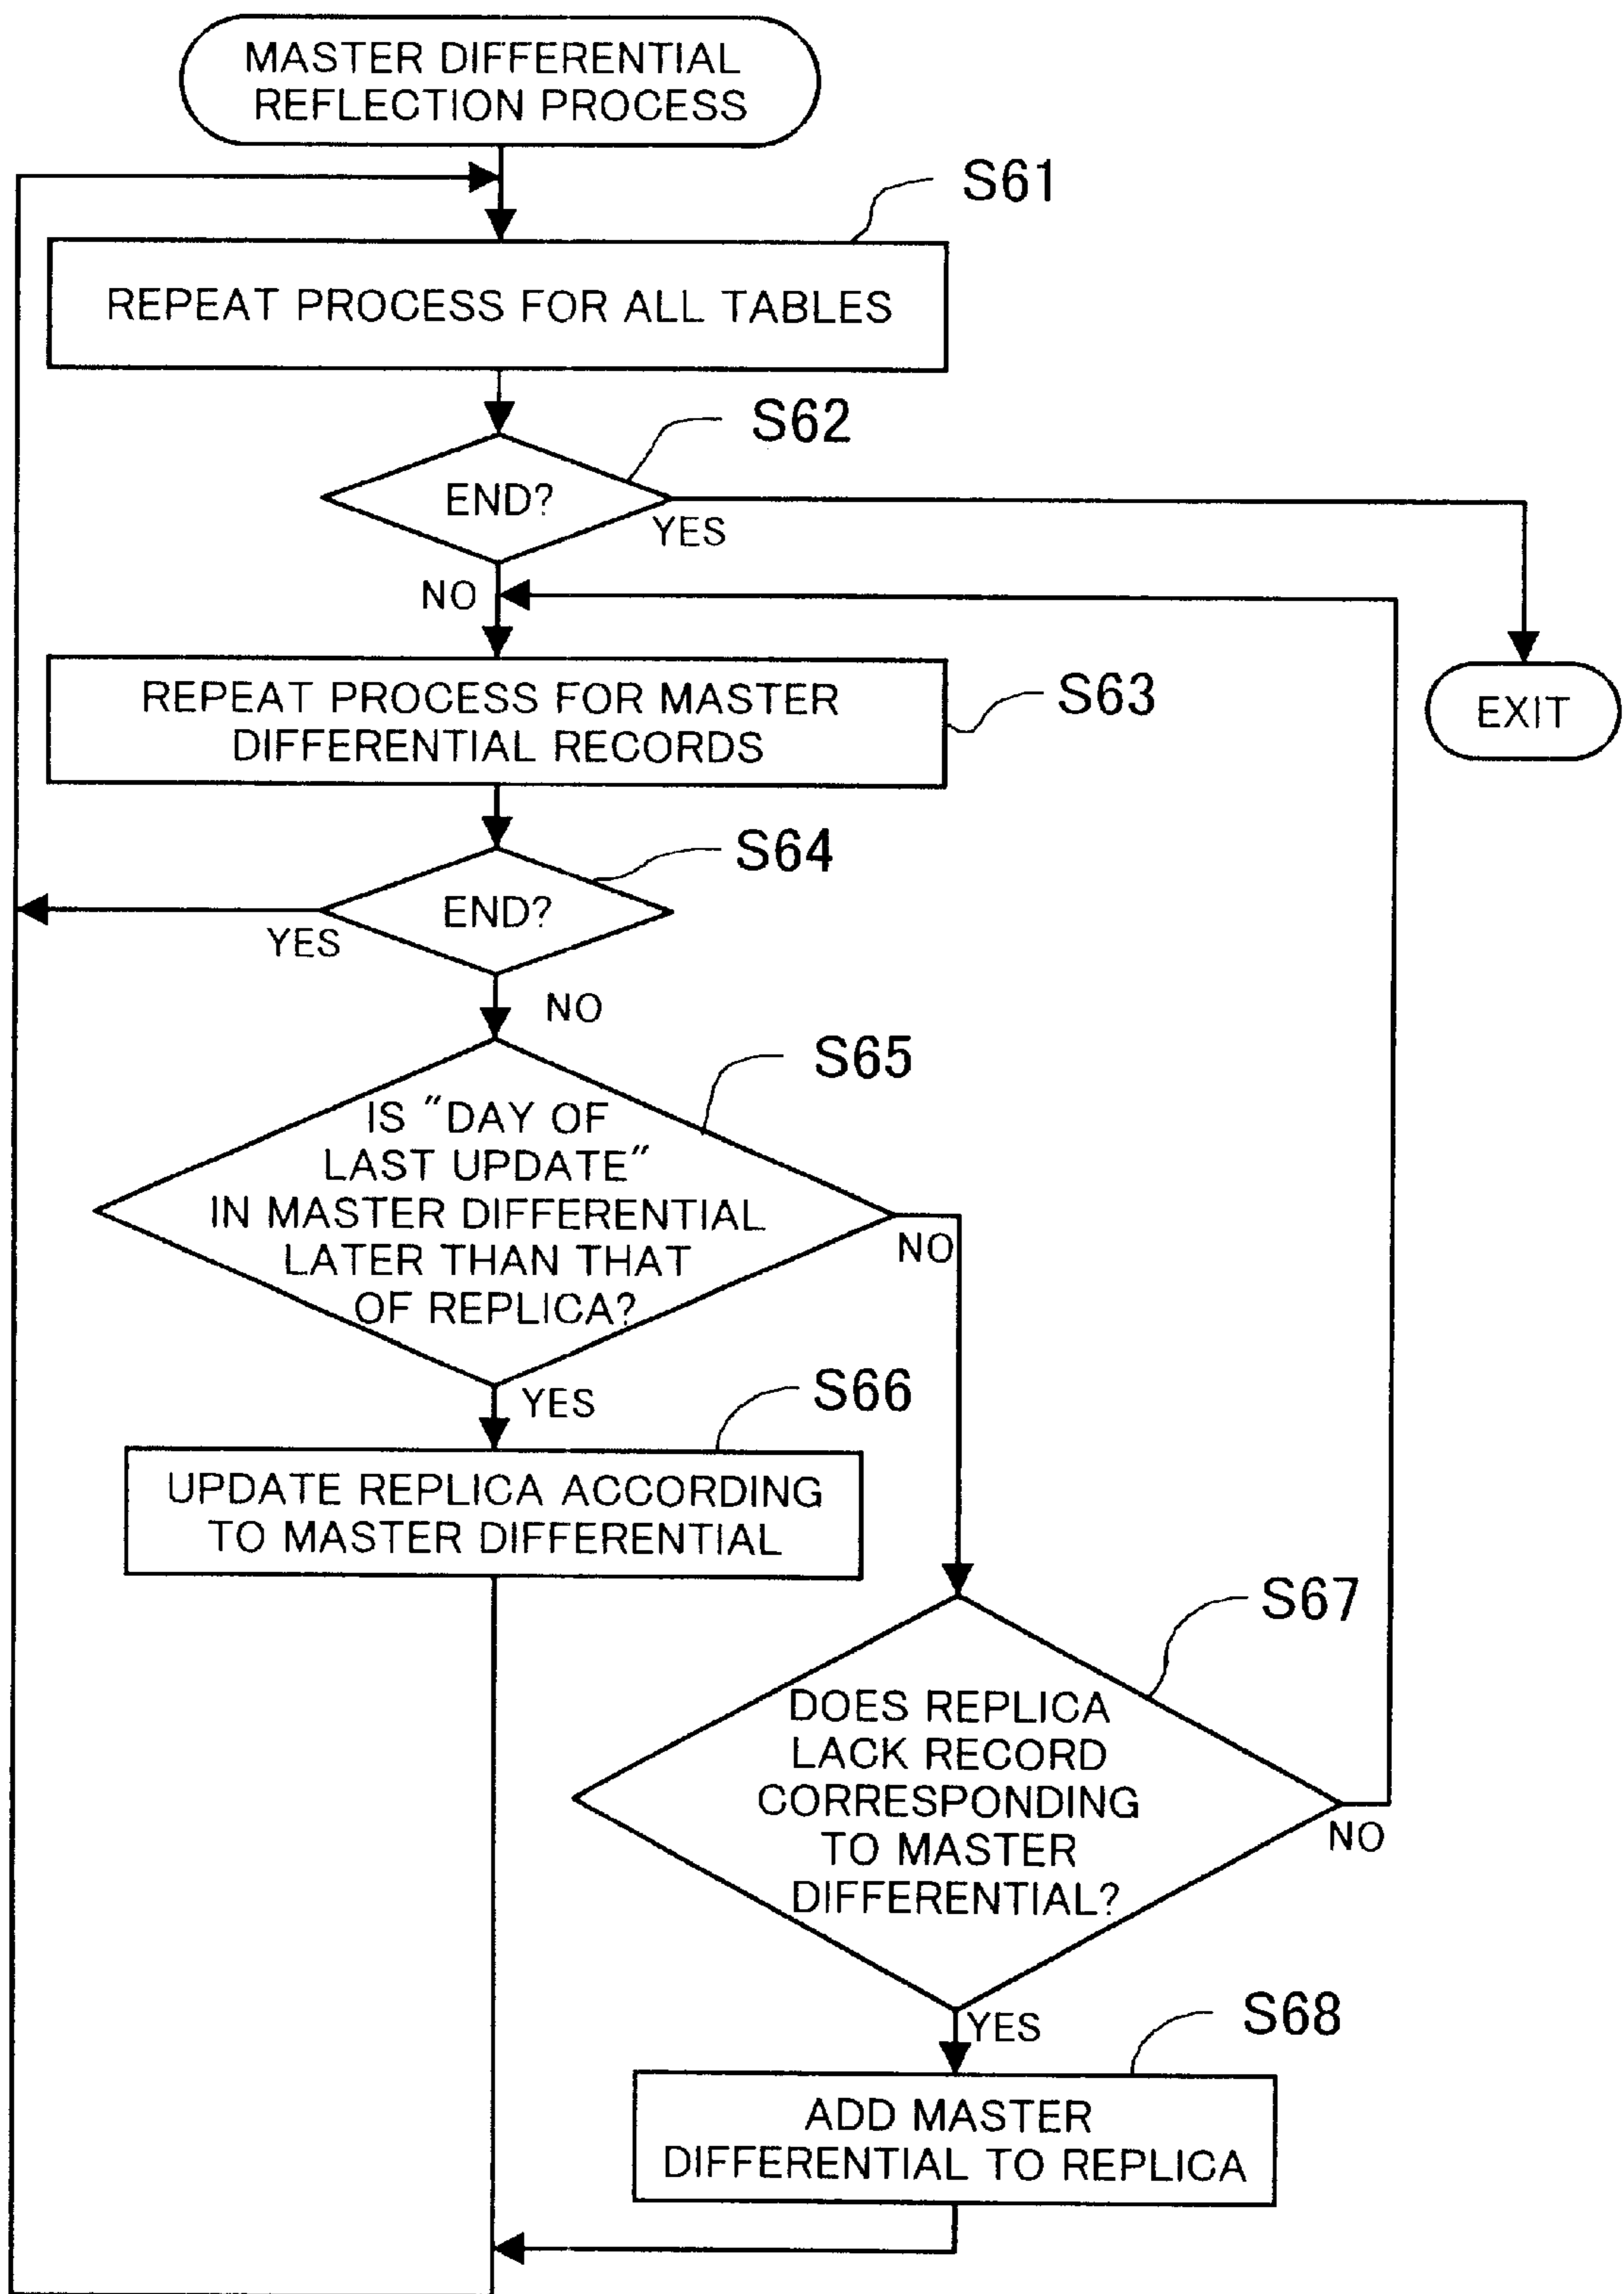 MASTER DIFFERENTIAL
REFLECTION PROCESS
S61
REPEAT PROCESS FOR ALL TABLES
S62
END?
YES
NO
REPEAT PROCESS FOR MASTER
DIFFERENTIAL RECORDS
S63
EXIT
S64
END?
YES
NO
S65
IS "DAY OF
LAST UPDATE"
IN MASTER DIFFERENTIAL
LATER THAN THAT
OF REPLICA?
NO
YES
S66
UPDATE REPLICA ACCORDING
TO MASTER DIFFERENTIAL
S67
DOES REPLICA
LACK RECORD
CORRESPONDING
TO MASTER
DIFFERENTIAL?
NO
YES
S68
ADD MASTER
DIFFERENTIAL TO REPLICA